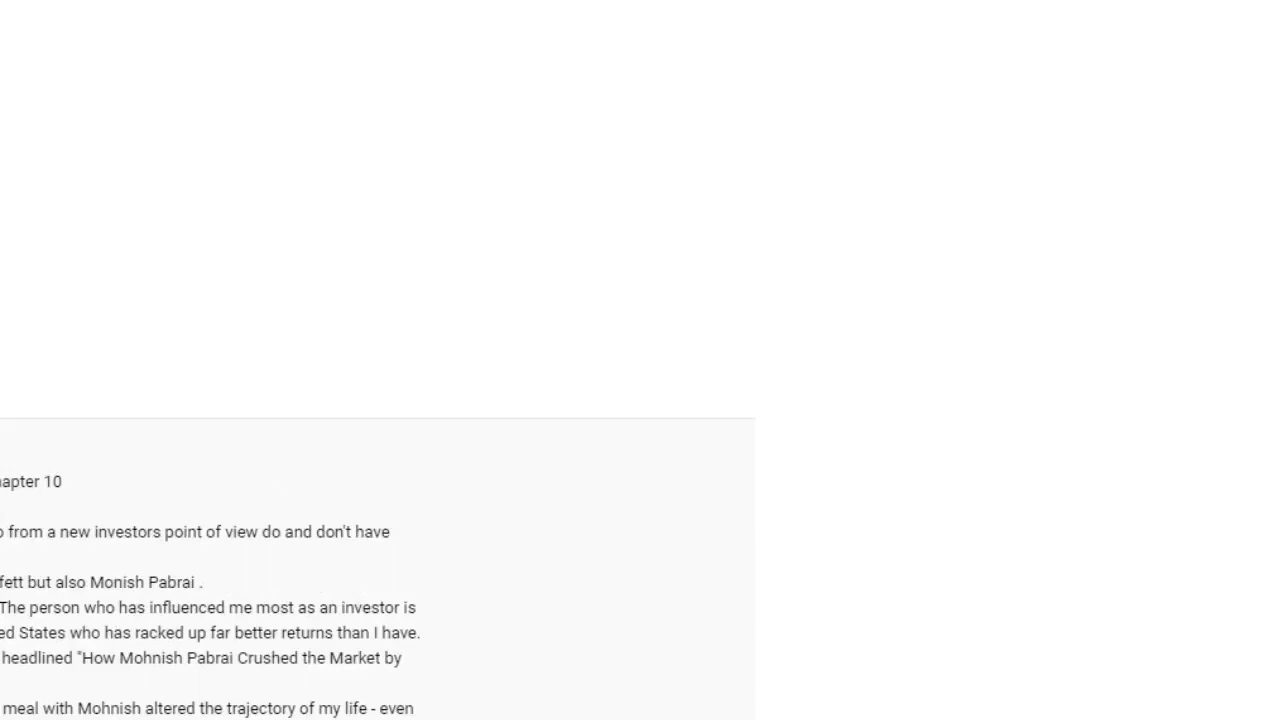 apter 10
from a new investors point of view do and don't have
fett but also Monish Pabrai .
The person who has influenced me most as an investor is
ed States who has racked up far better returns than I have.
headlined "How Mohnish Pabrai Crushed the Market by
meal with Mohnish altered the trajectory of my life - even